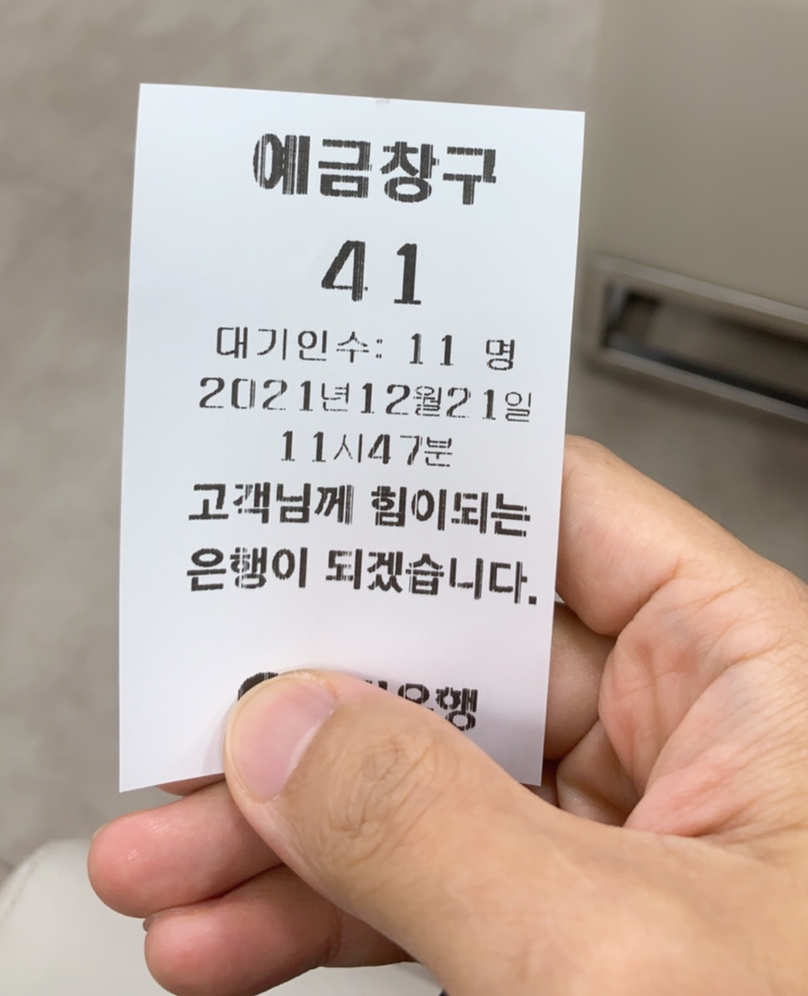 예금창구
41
대기인수: 11 명
2021년12월21일
11시47분
고객님께 힘이되는
은행이 되겠습니다.
은행